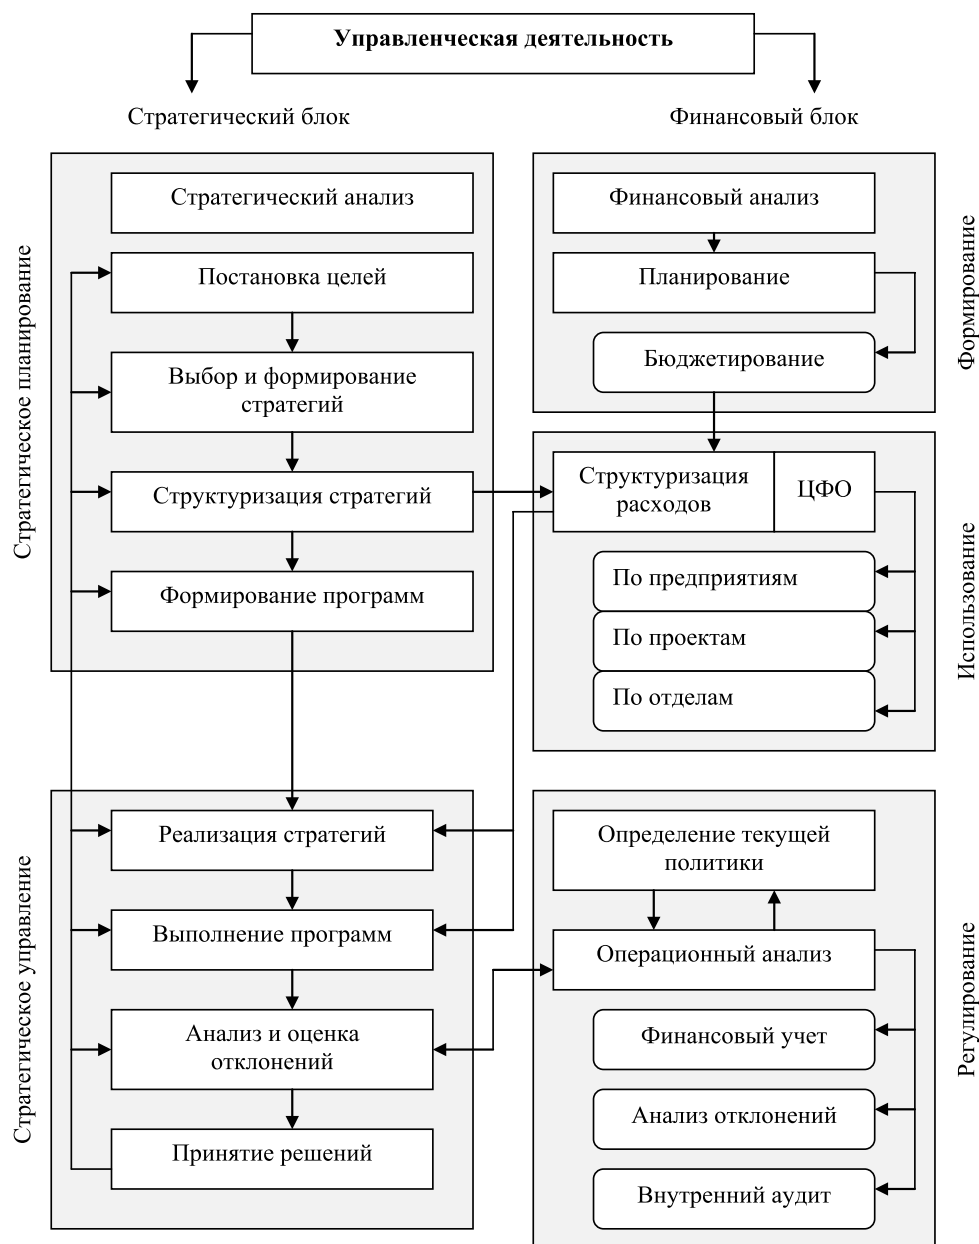 Управленческая деятельность
Стратегический блок
Финансовый блок
Стратегическое планирование
Стратегический анализ
Постановка целей
Выбор и формирование
стратегий
Структуризация стратегий
Формирование программ
Финансовый анализ
Планирование
Бюджетирование
Формирование
Структуризация
расходов
ЦФО
По предприятиям
По проектам
По отделам
Использование
Стратегическое управление
Реализация стратегий
Выполнение программ
Анализ и оценка
отклонений
Принятие решений
Определение текущей
политики
Операционный анализ
Финансовый учет
Анализ отклонений
Внутренний аудит
Регулирование